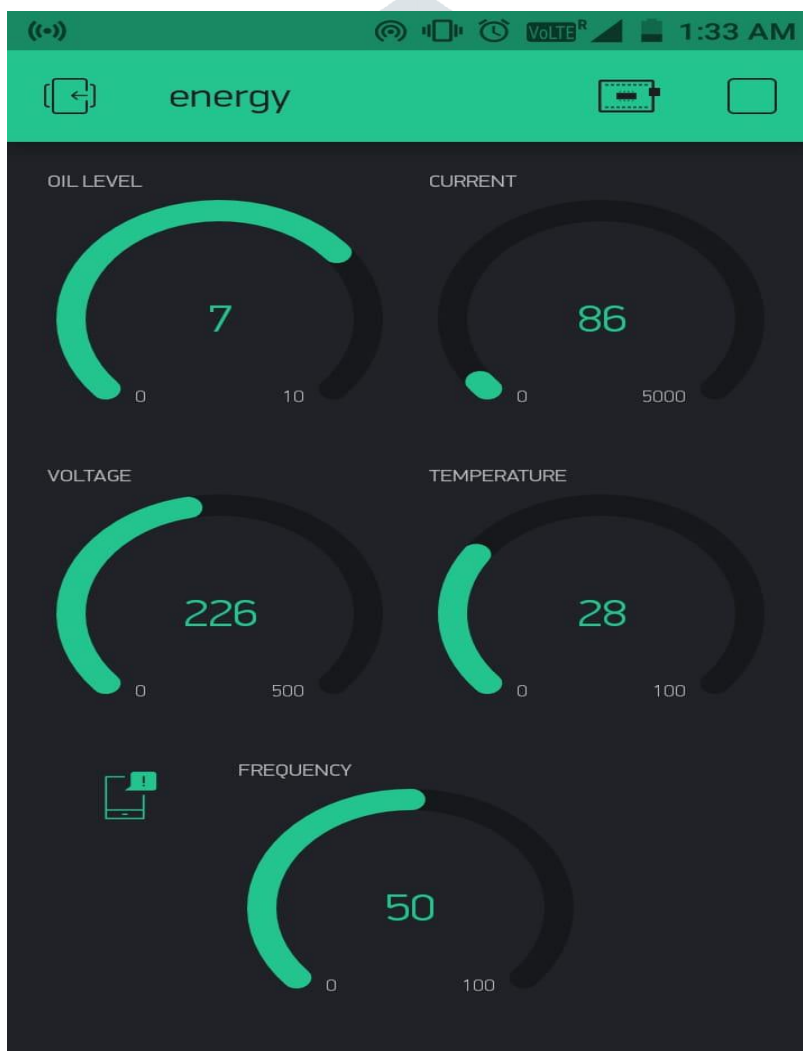 VoLTE R 1:33 AM
energy
OIL LEVEL CURRENT
7 86
0 10 0 5000
VOLTAGE TEMPERATURE
226 28
0 500 0 100
!
FREQUENCY
50
0 100